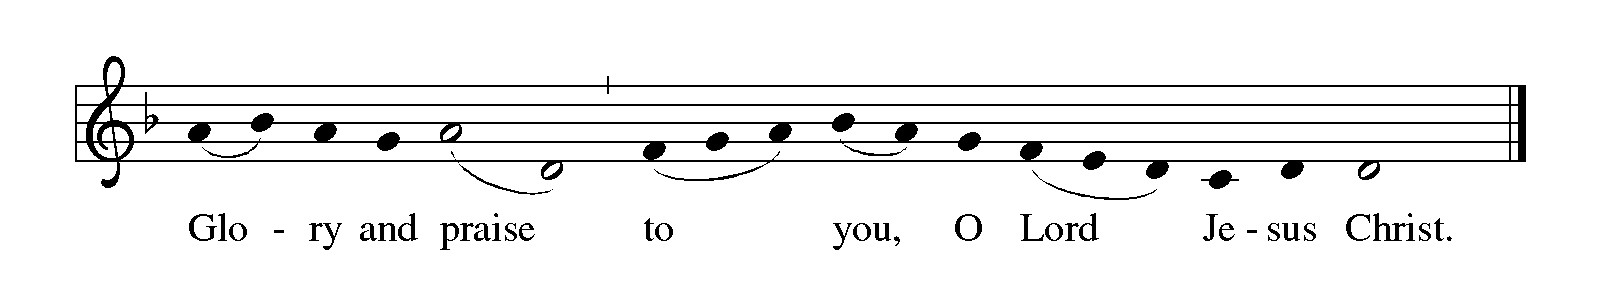 Glo - ry and praise to you, O Lord Je - sus Christ.